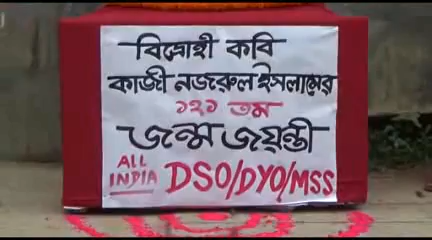 বিদ্রোহী কবি
কাজী নজরুল ইসলামের
১২১ তম
জন্ম জয়ন্তী
ALL INDIA DSO/DYO/MSS